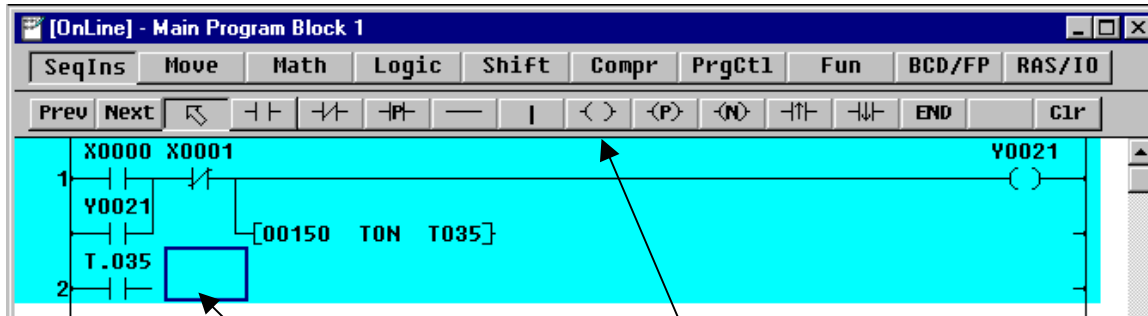 [OnLine] - Main Program Block 1
SeqIns Move Math Logic Shift Compr PrgCtl Fun BCD/FP RAS/IO
Prev Next P P N END Clr
X0000 X0001 Y0021
1
Y0021
[00150 TON T035]
T.035
2